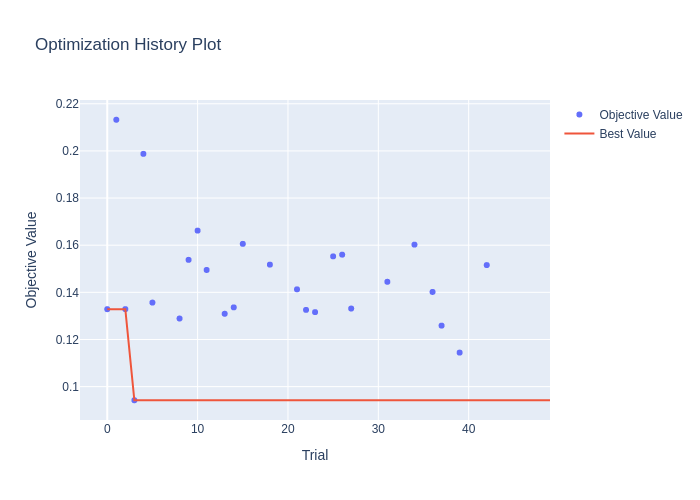 Optimization History Plot
Objective Value
Best Value
0.22
0.2
0.18
0.16
0.14
0.12
0.1
Objective Value
0
10
20
30
40
Trial